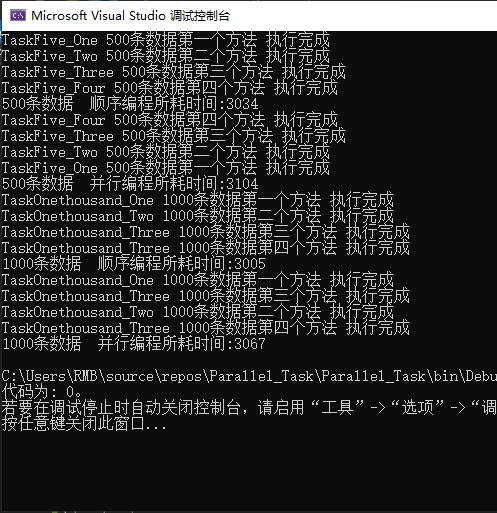 Microsoft Visual Studio 调试控制台
TaskFive_One 500条数据第一个方法 执行完成
TaskFive_Two 500条数据第二个方法 执行完成
TaskFive_Three 500条数据第三个方法 执行完成
TaskFive_Four 500条数据第四个方法 执行完成
500条数据  顺序编程所耗时间:3034
TaskFive_Four 500条数据第四个方法 执行完成
TaskFive_Three 500条数据第三个方法 执行完成
TaskFive_Two 500条数据第二个方法 执行完成
TaskFive_One 500条数据第一个方法 执行完成
500条数据  并行编程所耗时间:3104
TaskOnethousand_One 1000条数据第一个方法 执行完成
TaskOnethousand_Two 1000条数据第二个方法 执行完成
TaskOnethousand_Three 1000条数据第三个方法 执行完成
TaskOnethousand_Three 1000条数据第四个方法 执行完成
1000条数据  顺序编程所耗时间:3005
TaskOnethousand_One 1000条数据第一个方法 执行完成
TaskOnethousand_Three 1000条数据第三个方法 执行完成
TaskOnethousand_Two 1000条数据第二个方法 执行完成
TaskOnethousand_Three 1000条数据第四个方法 执行完成
1000条数据  并行编程所耗时间:3067
C:\Users\RMB\source\repos\Parallel_Task\Parallel_Task\bin\Debu
代码为: 0。
若要在调试停止时自动关闭控制台，请启用“工具”->“选项”->“调
按任意键关闭此窗口...